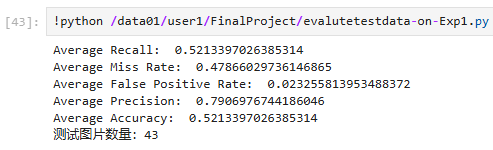 [43]: !python /data01/user1/FinalProject/evalutetestdata-on-Exp1.py
Average Recall:  0.5213397026385314
Average Miss Rate:  0.47866029736146865
Average False Positive Rate:  0.023255813953488372
Average Precision:  0.7906976744186046
Average Accuracy:  0.5213397026385314
测试图片数量: 43